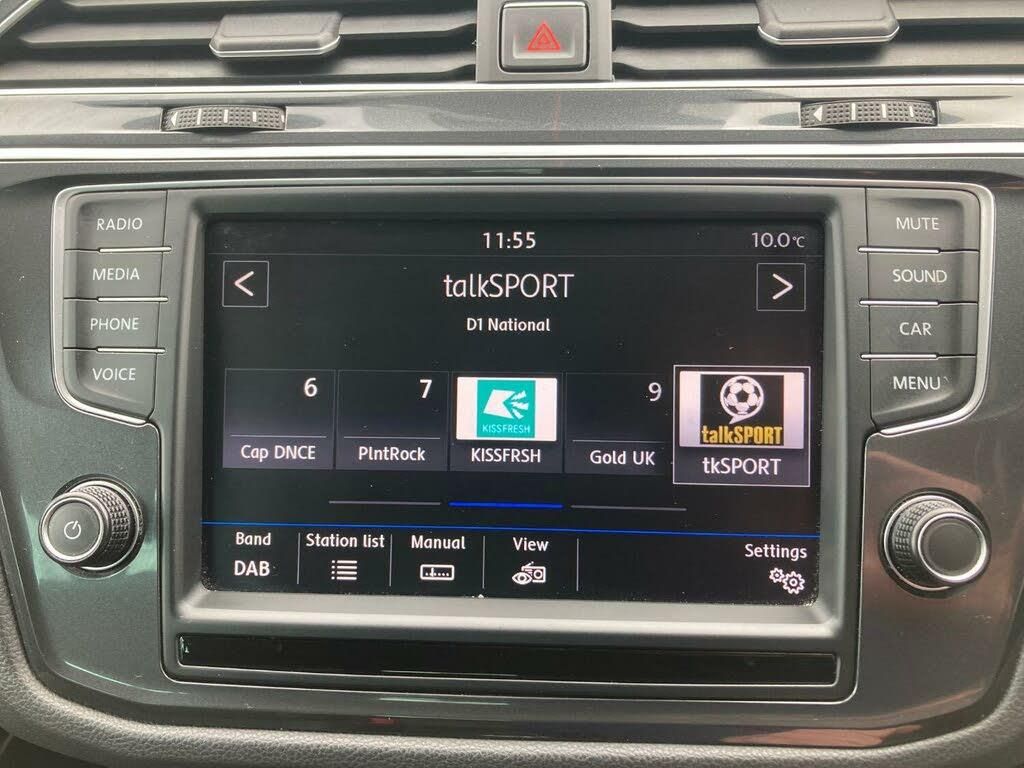 RADIO
MEDIA
PHONE
VOICE
11:55
10.0°C
<
talkSPORT
>
D1 National
6
Cap DNCE
7
PlntRock
KISSFRESH
KISSFRSH
9
Gold UK
talkSPORT
tkSPORT
Band
DAB
Station list
Manual
View
Settings
MUTE
SOUND
CAR
MENU